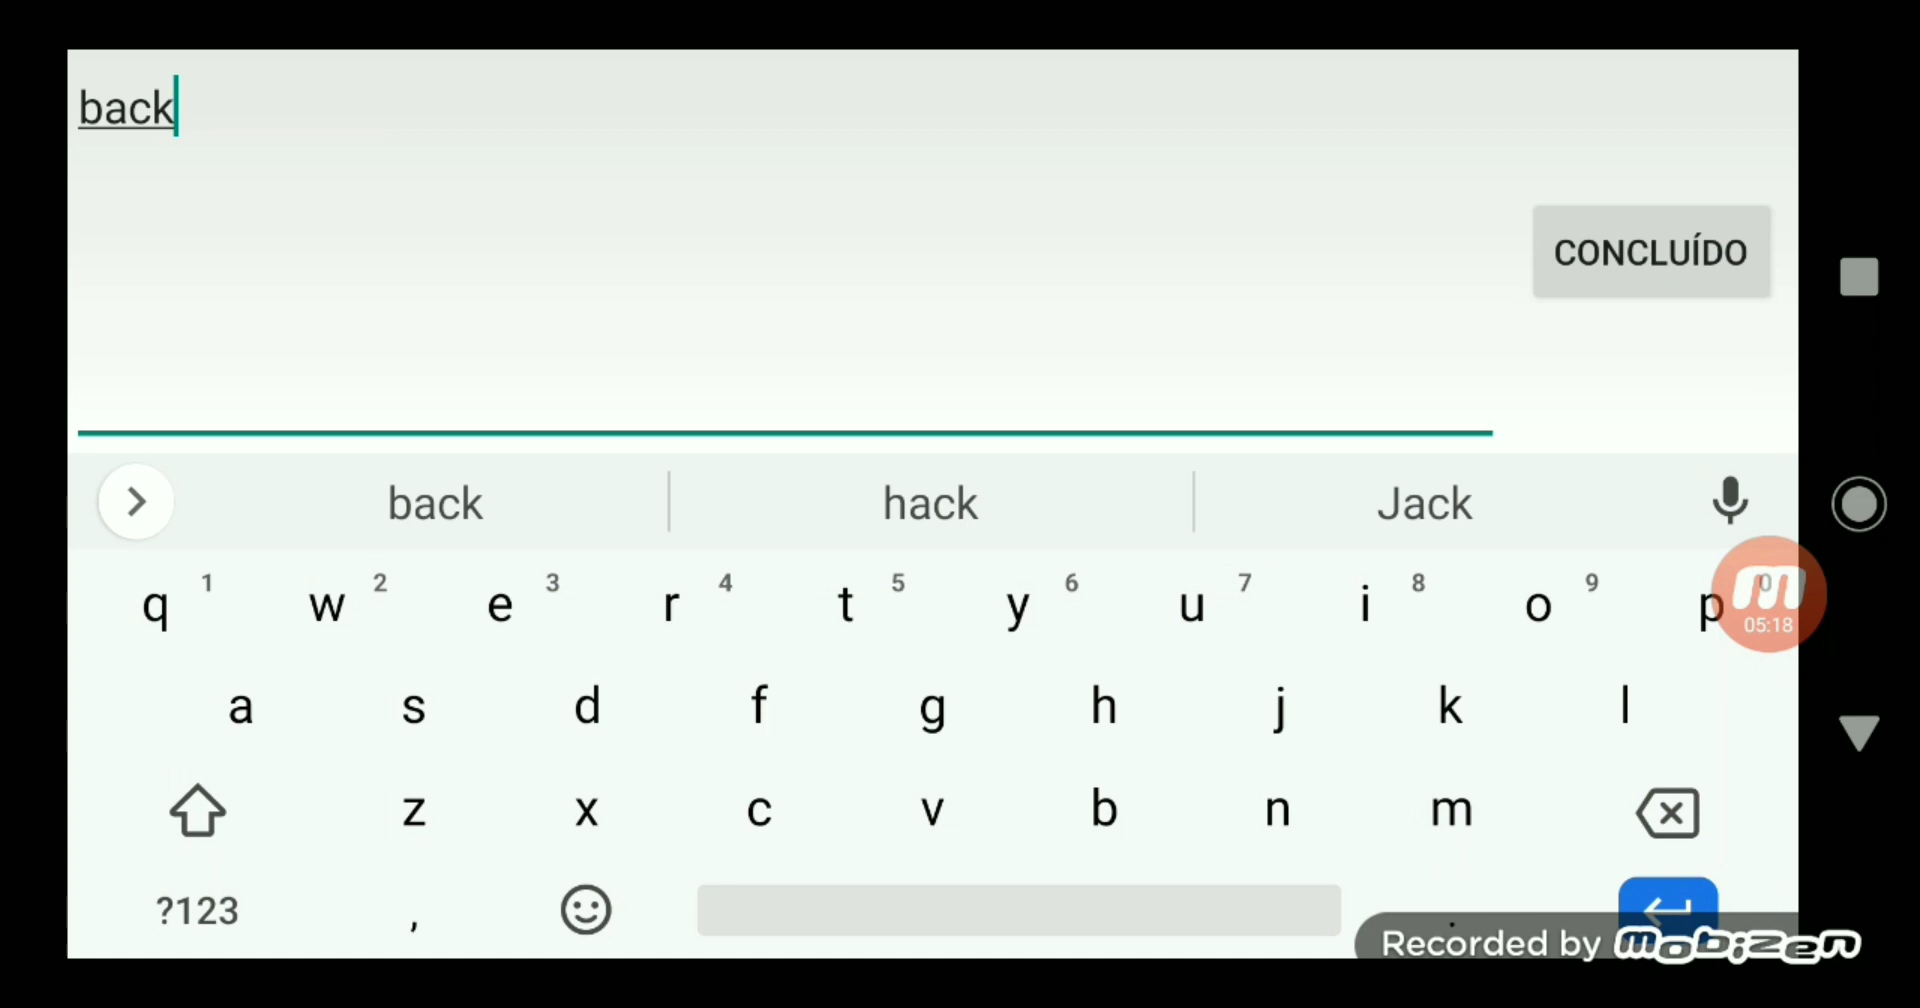 back
CONCLUÍDO
back hack Jack
q 1 w 2 e 3 r 4 t 5 y 6 u 7 i 8 o 9 p 0
05:18
a s d f g h j k l
z x c v b n m
?123 , .
Recorded by mobizen